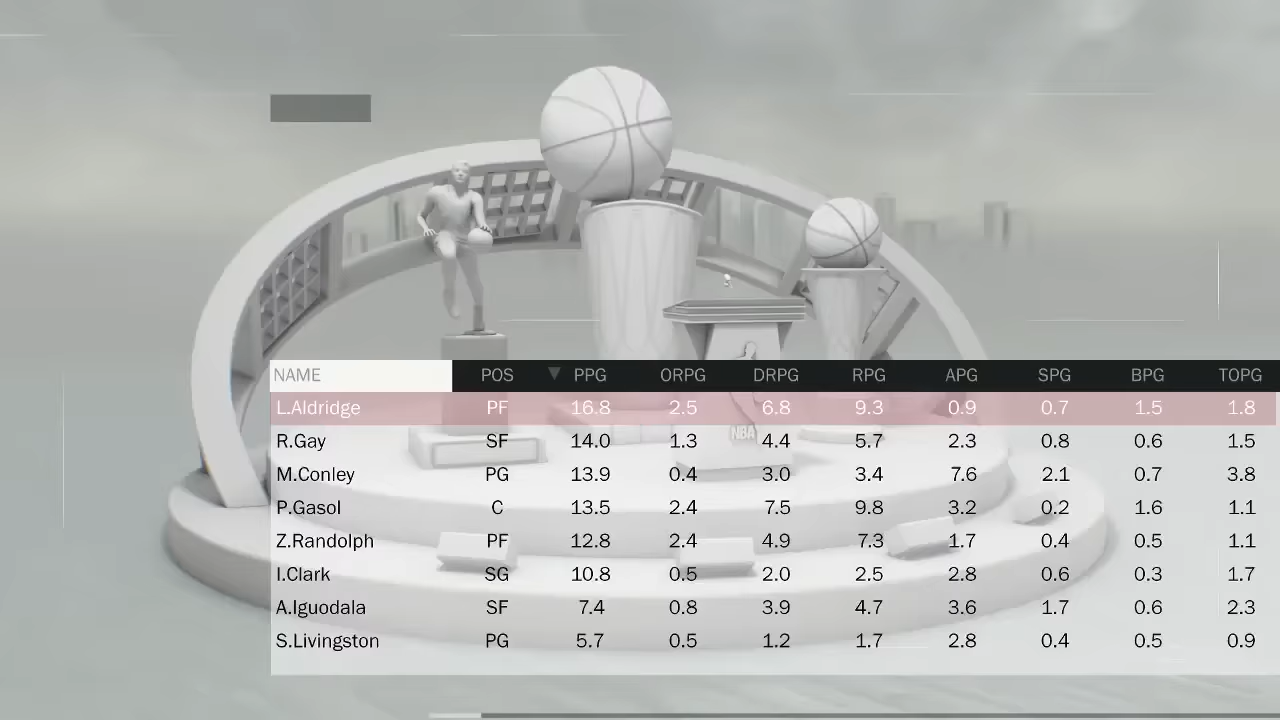 NAME POS PPG ORPG DRPG RPG APG SPG BPG TOPG
L.Aldridge PF 16.8 2.5 6.8 9.3 0.9 0.7 1.5 1.8
R.Gay SF 14.0 1.3 4.4 5.7 2.3 0.8 0.6 1.5
M.Conley PG 13.9 0.4 3.0 3.4 7.6 2.1 0.7 3.8
P.Gasol C 13.5 2.4 7.5 9.8 3.2 0.2 1.6 1.1
Z.Randolph PF 12.8 2.4 4.9 7.3 1.7 0.4 0.5 1.1
I.Clark SG 10.8 0.5 2.0 2.5 2.8 0.6 0.3 1.7
A.Iguodala SF 7.4 0.8 3.9 4.7 3.6 1.7 0.6 2.3
S.Livingston PG 5.7 0.5 1.2 1.7 2.8 0.4 0.5 0.9
NBA